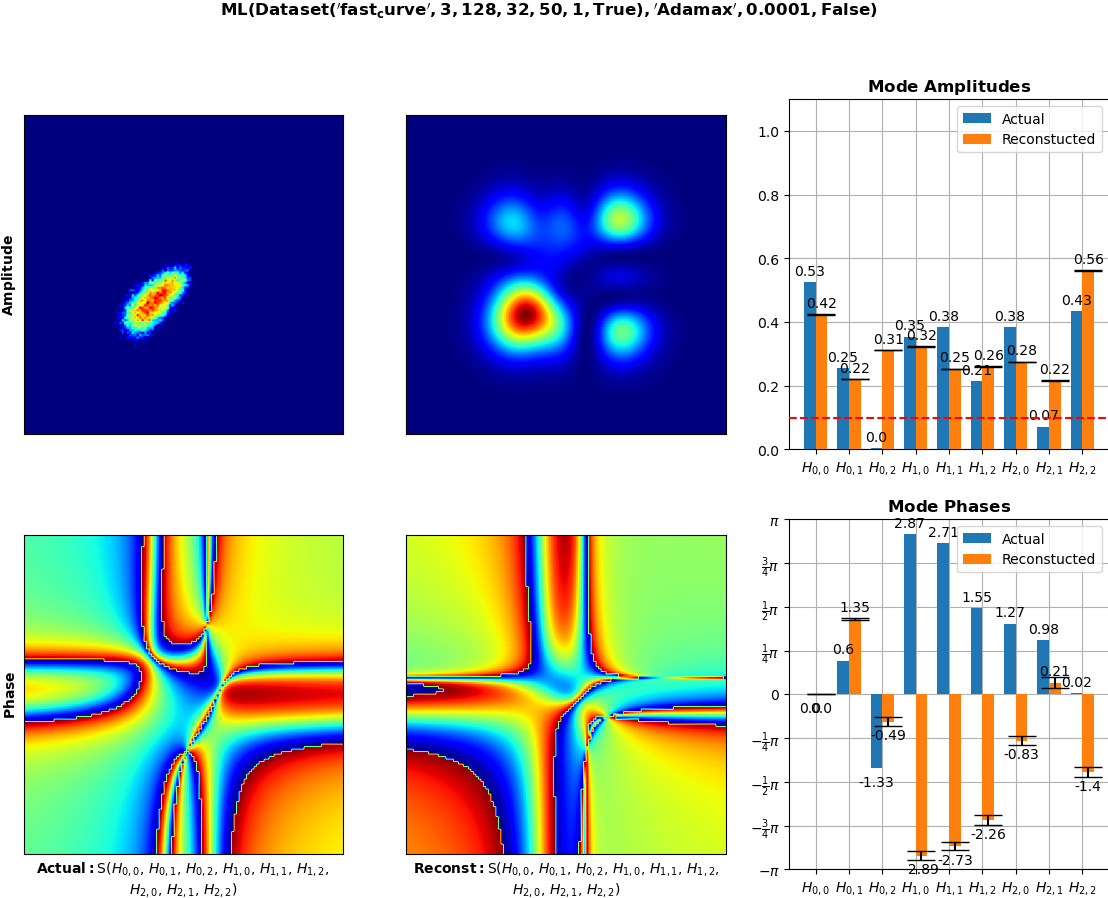 ML(Dataset('fast_curve', 3, 128, 32, 50, 1, True), 'Adamax', 0.0001, False)
Amplitude
Mode Amplitudes
Actual
Reconstucted
1.0
0.8
0.6
0.4
0.2
0.0
0.53
0.42
0.25
0.22
0.0
0.31
0.35
0.32
0.38
0.25
0.21
0.26
0.38
0.28
0.07
0.22
0.43
0.56
H0,0 H0,1 H0,2 H1,0 H1,1 H1,2 H2,0 H2,1 H2,2
Phase
Mode Phases
Actual
Reconstucted
π
3/4π
1/2π
1/4π
0
−1/4π
−1/2π
−3/4π
−π
0.0
0.0
0.6
1.35
-1.33
-0.49
2.87
-2.89
2.71
-2.73
1.55
-2.26
1.27
-0.83
0.98
0.21
0.02
-1.4
H0,0 H0,1 H0,2 H1,0 H1,1 H1,2 H2,0 H2,1 H2,2
Actual: S(H0,0, H0,1, H0,2, H1,0, H1,1, H1,2,
H2,0, H2,1, H2,2)
Reconst: S(H0,0, H0,1, H0,2, H1,0, H1,1, H1,2,
H2,0, H2,1, H2,2)